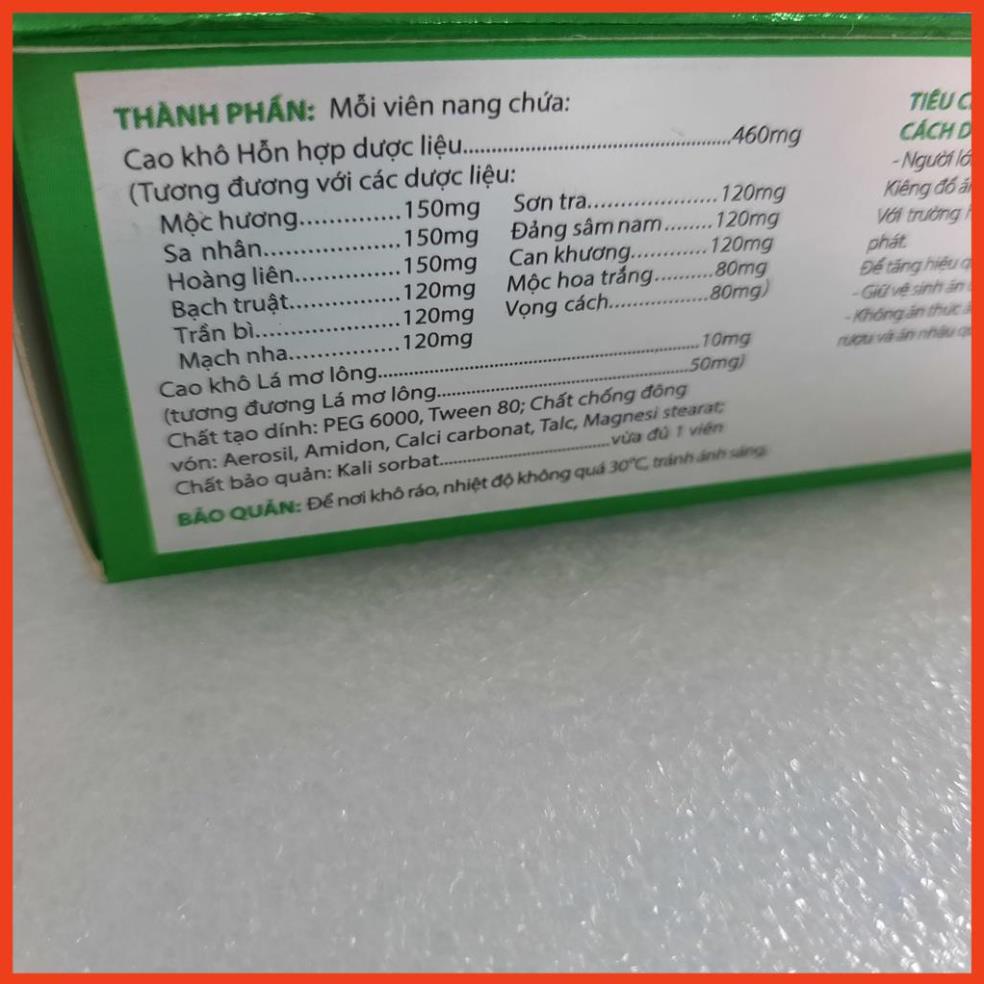 THÀNH PHẦN: Mỗi viên nang chứa:
Cao khô Hỗn hợp dược liệu...460mg
(Tương đương với các dược liệu:
Mộc hương...150mg
Sa nhân...150mg
Hoàng liên...150mg
Bạch truật...120mg
Trần bì...120mg
Mạch nha...120mg
Sơn tra...120mg
Đảng sâm nam...120mg
Can khương...120mg
Mộc hoa trắng...80mg
Vọng cách...80mg)
Cao khô Lá mơ lông...10mg
(tương đương Lá mơ lông...50mg)
Chất tạo dính: PEG 6000, Tween 80; Chất chống đông
vón: Aerosil, Amidon, Calci carbonat, Talc, Magnesi stearat;
Chất bảo quản: Kali sorbat...vừa đủ 1 viên
BẢO QUẢN: Để nơi khô ráo, nhiệt độ không quá 30°C, tránh ánh sáng.
TIÊU C
CÁCH D
- Người lớ
Kiêng đồ ă
Với trường h
phát.
Để tăng hiệu q
- Giữ vệ sinh ăn
- Không ăn thức ă
rượu và ăn nhậu q